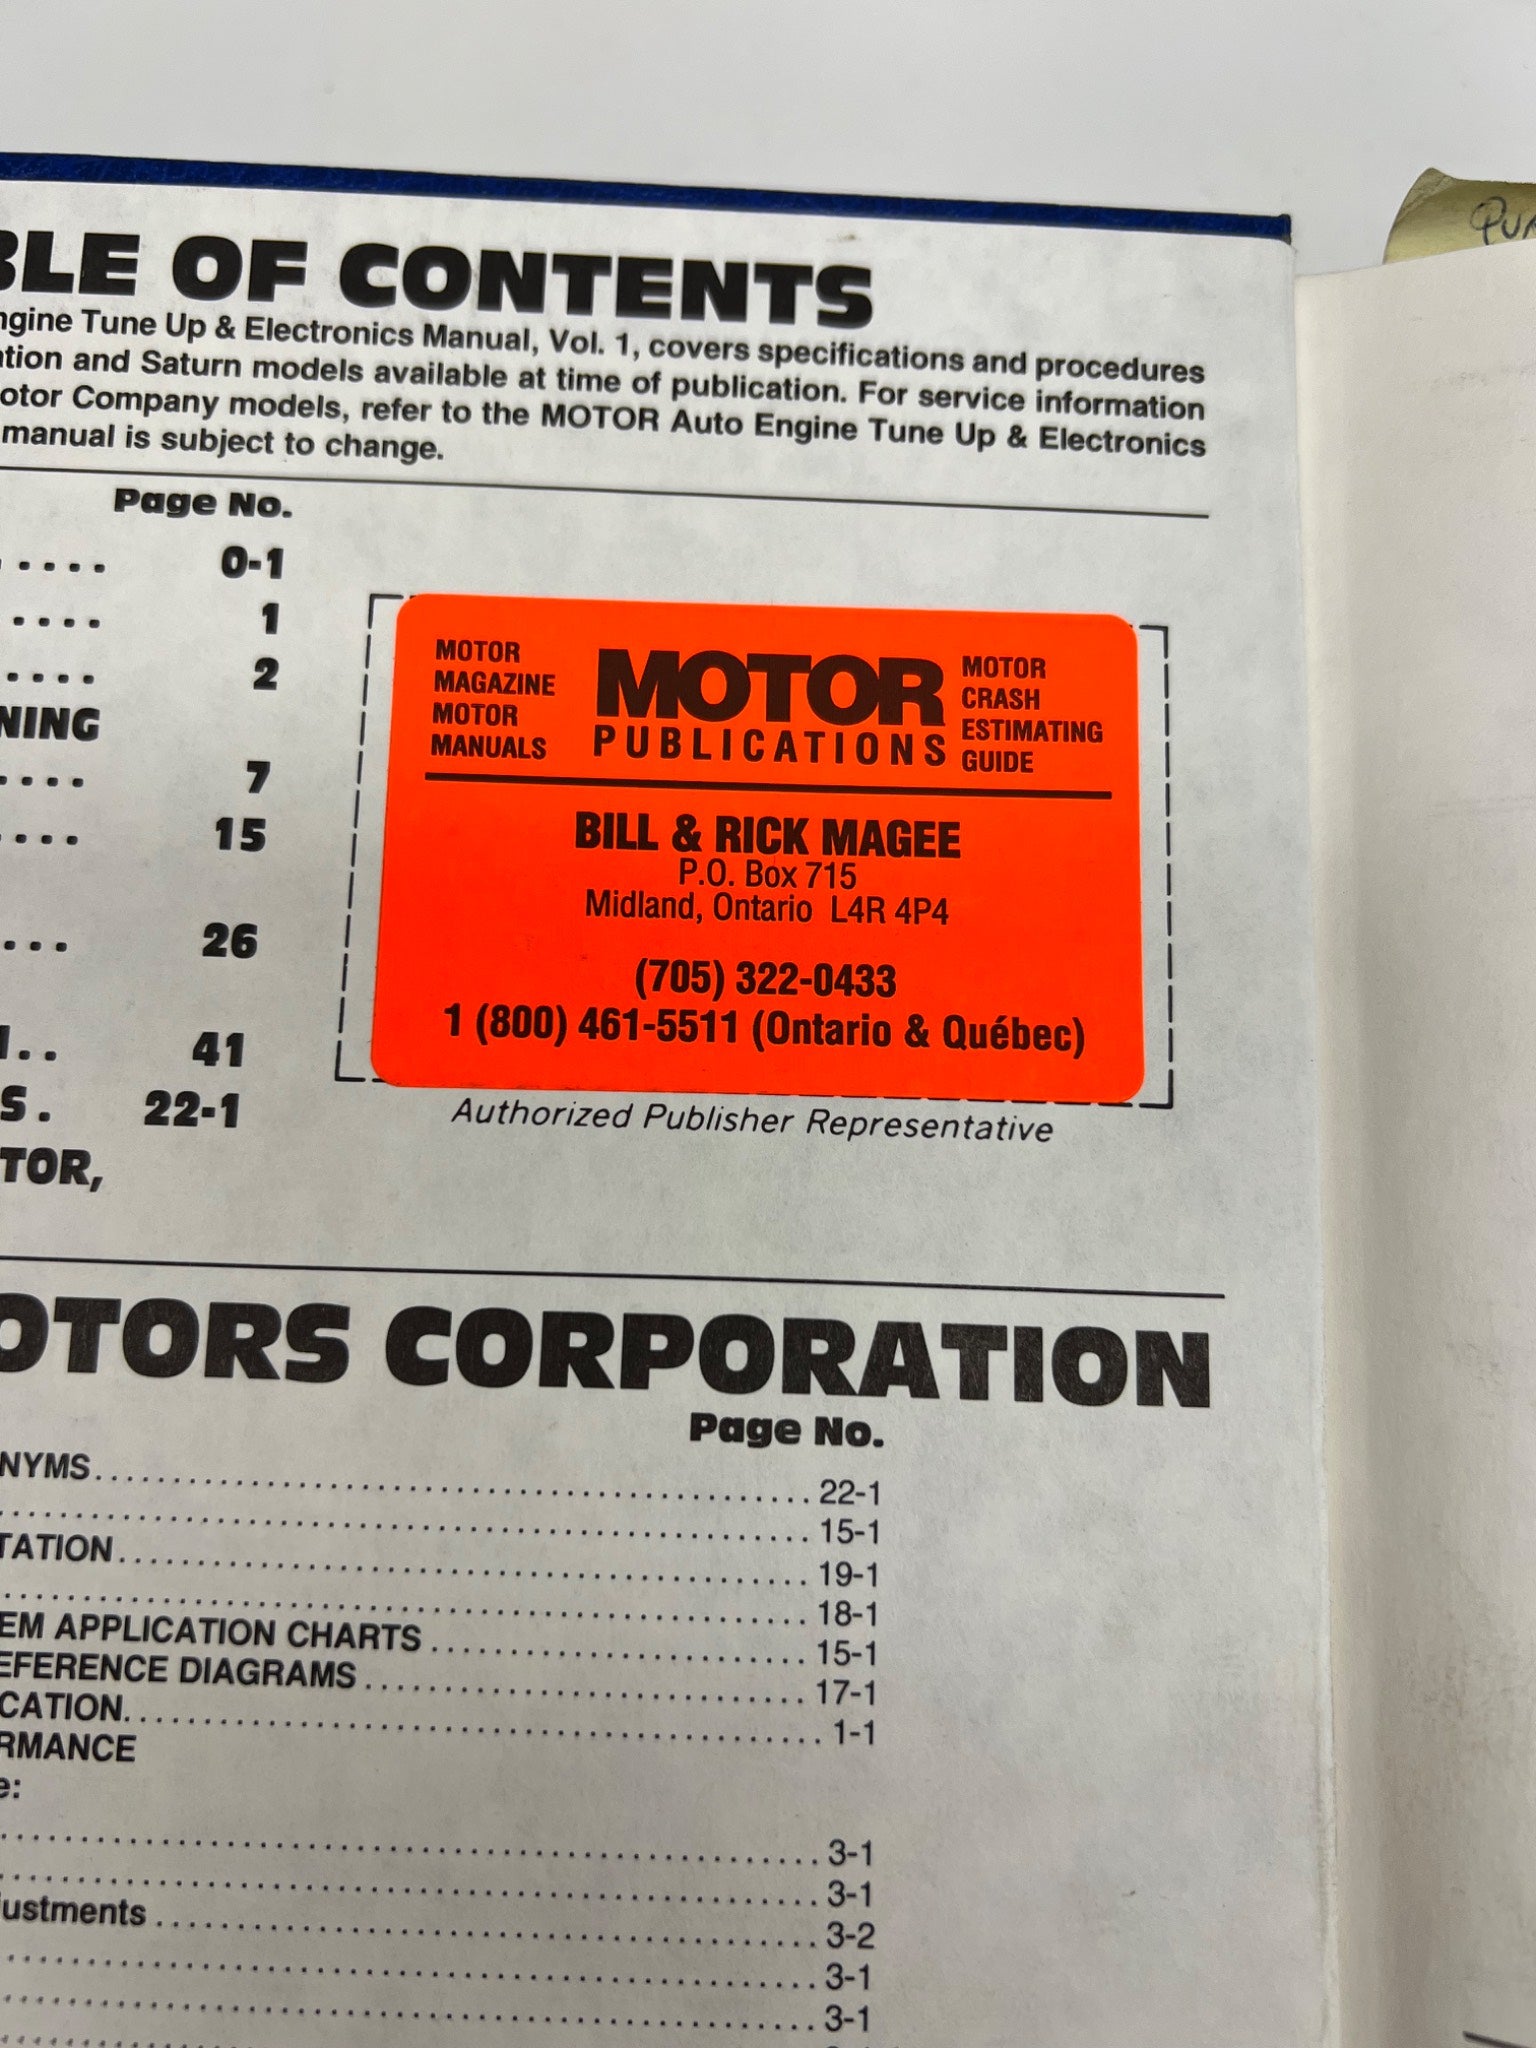 BLE OF CONTENTS
ngine Tune Up & Electronics Manual, Vol. 1, covers specifications and procedures
ation and Saturn models available at time of publication. For service information
otor Company models, refer to the MOTOR Auto Engine Tune Up & Electronics
manual is subject to change.
Page No.
. . . . . 0-1
. . . . 1
. . . . . 2
NING
. . . . 7
. . . . 15
. . . . 26
. . 41
S . 22-1
TOR,
MOTOR
MAGAZINE
MOTOR
MANUALS
MOTOR
PUBLICATIONS
MOTOR
CRASH
ESTIMATING
GUIDE
BILL & RICK MAGEE
P.O. Box 715
Midland, Ontario L4R 4P4
(705) 322-0433
1 (800) 461-5511 (Ontario & Québec)
Authorized Publisher Representative
OTORS CORPORATION
Page No.
NYMS........................................ 22-1
........................................ 15-1
TATION........................................ 19-1
........................................ 18-1
EM APPLICATION CHARTS.................... 15-1
EFERENCE DIAGRAMS........................ 17-1
CATION........................................ 1-1
RMANCE
e:
........................................ 3-1
........................................ 3-1
justments.................................... 3-2
........................................ 3-1
........................................ 3-1